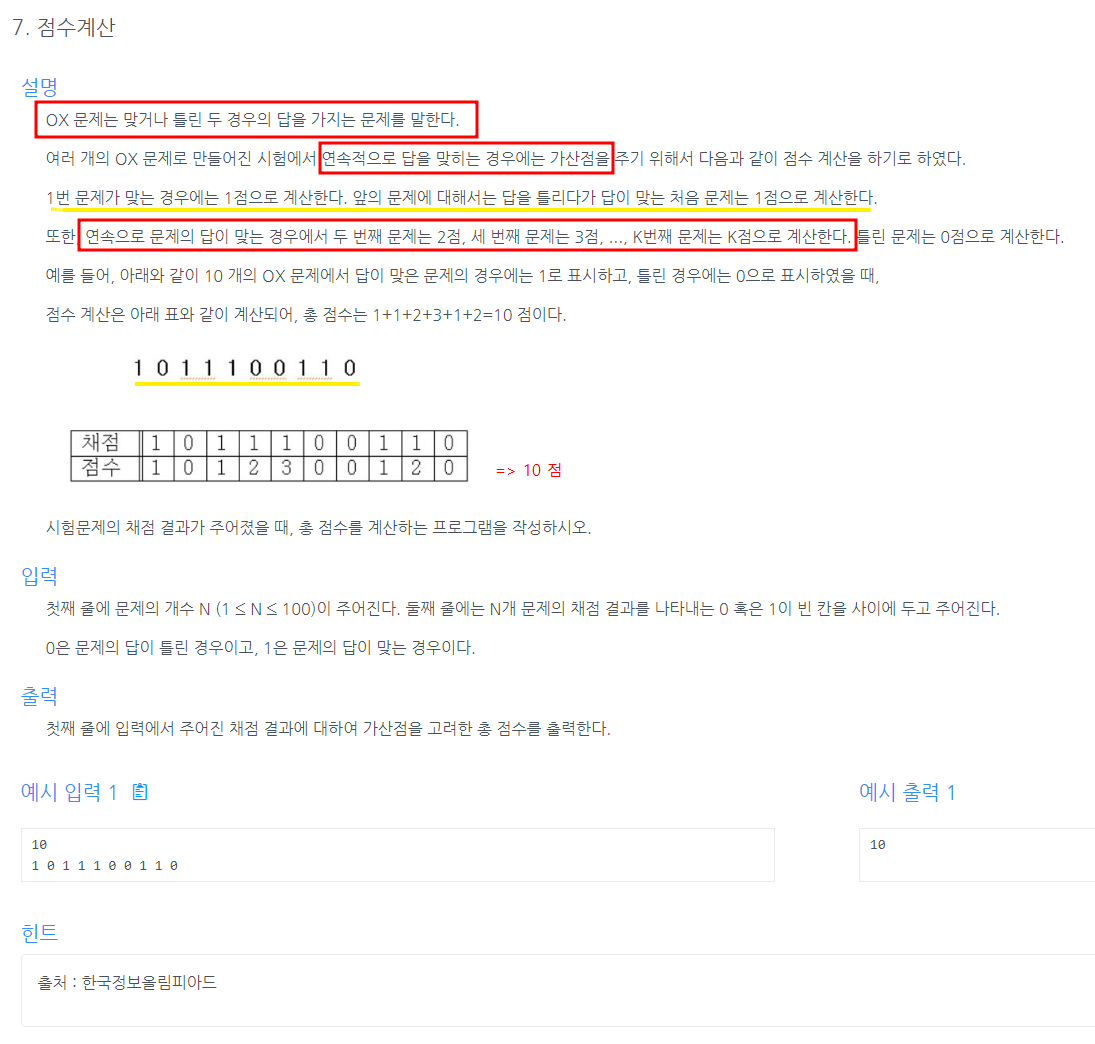 7. 점수계산
설명
OX 문제는 맞거나 틀린 두 경우의 답을 가지는 문제를 말한다.
여러 개의 OX 문제로 만들어진 시험에서 연속적으로 답을 맞히는 경우에는 가산점을 주기 위해서 다음과 같이 점수 계산을 하기로 하였다.
1번 문제가 맞는 경우에는 1점으로 계산한다. 앞의 문제에 대해서는 답을 틀리다가 답이 맞는 처음 문제는 1점으로 계산한다.
또한 연속으로 문제의 답이 맞는 경우에서 두 번째 문제는 2점, 세 번째 문제는 3점, ..., K번째 문제는 K점으로 계산한다. 틀린 문제는 0점으로 계산한다.
예를 들어, 아래와 같이 10 개의 OX 문제에서 답이 맞은 문제의 경우에는 1로 표시하고, 틀린 경우에는 0으로 표시하였을 때,
점수 계산은 아래 표와 같이 계산되어, 총 점수는 1+1+2+3+1+2=10 점이다.
1 0 1 1 1 0 0 1 1 0
채점 1 0 1 1 1 0 0 1 1 0
점수 1 0 1 2 3 0 0 1 2 0 => 10 점
시험문제의 채점 결과가 주어졌을 때, 총 점수를 계산하는 프로그램을 작성하시오.
입력
첫째 줄에 문제의 개수 N (1 ≤ N ≤ 100)이 주어진다. 둘째 줄에는 N개 문제의 채점 결과를 나타내는 0 혹은 1이 빈 칸을 사이에 두고 주어진다.
0은 문제의 답이 틀린 경우이고, 1은 문제의 답이 맞는 경우이다.
출력
첫째 줄에 입력에서 주어진 채점 결과에 대하여 가산점을 고려한 총 점수를 출력한다.
예시 입력 1
10
1 0 1 1 1 0 0 1 1 0
예시 출력 1
10
힌트
출처 : 한국정보올림피아드